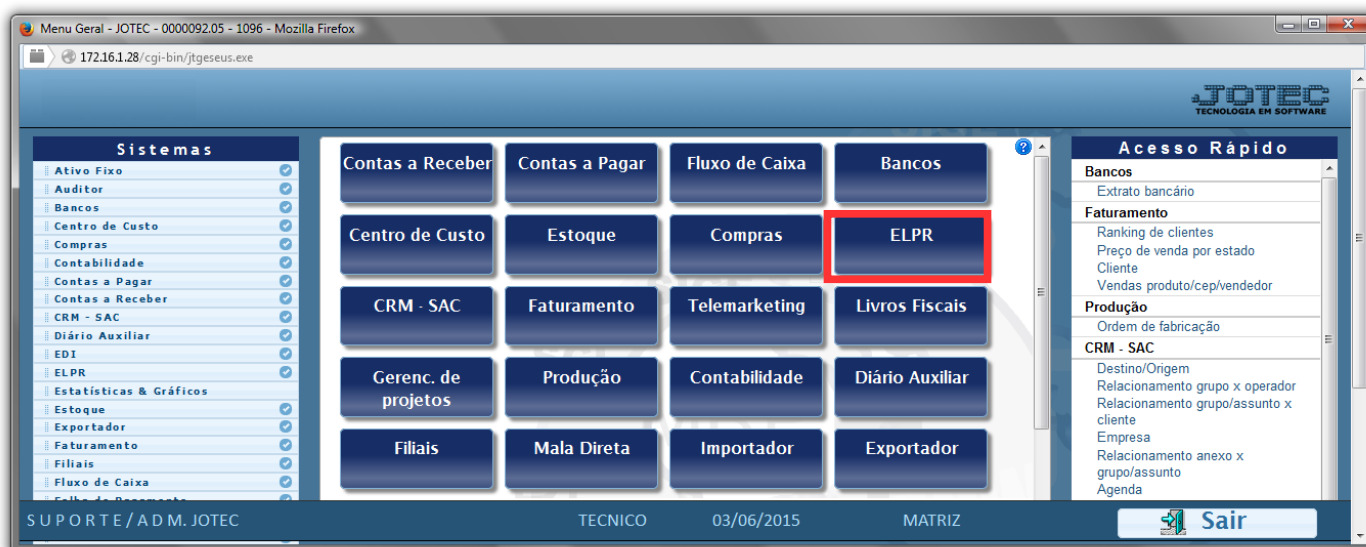 Menu Geral - JOTEC - 0000092.05 - 1096 - Mozilla Firefox
172.16.1.28/cgi-bin/jtgeseus.exe
JOTEC
TECNOLOGIA EM SOFTWARE
Sistemas
Ativo Fixo
Auditor
Bancos
Centro de Custo
Compras
Contabilidade
Contas a Pagar
Contas a Receber
CRM - SAC
Diário Auxiliar
EDI
ELPR
Estatísticas & Gráficos
Estoque
Exportador
Faturamento
Filiais
Fluxo de Caixa
Folha de Pagamento
Contas a Receber
Contas a Pagar
Fluxo de Caixa
Bancos
Centro de Custo
Estoque
Compras
ELPR
CRM - SAC
Faturamento
Telemarketing
Livros Fiscais
Gerenc. de
projetos
Produção
Contabilidade
Diário Auxiliar
Filiais
Mala Direta
Importador
Exportador
Acesso Rápido
Bancos
Extrato bancário
Faturamento
Ranking de clientes
Preço de venda por estado
Cliente
Vendas produto/cep/vendedor
Produção
Ordem de fabricação
CRM - SAC
Destino/Origem
Relacionamento grupo x operador
Relacionamento grupo/assunto x
cliente
Empresa
Relacionamento anexo x
grupo/assunto
Agenda
SUPORTE/ADM. JOTEC
TECNICO
03/06/2015
MATRIZ
Sair